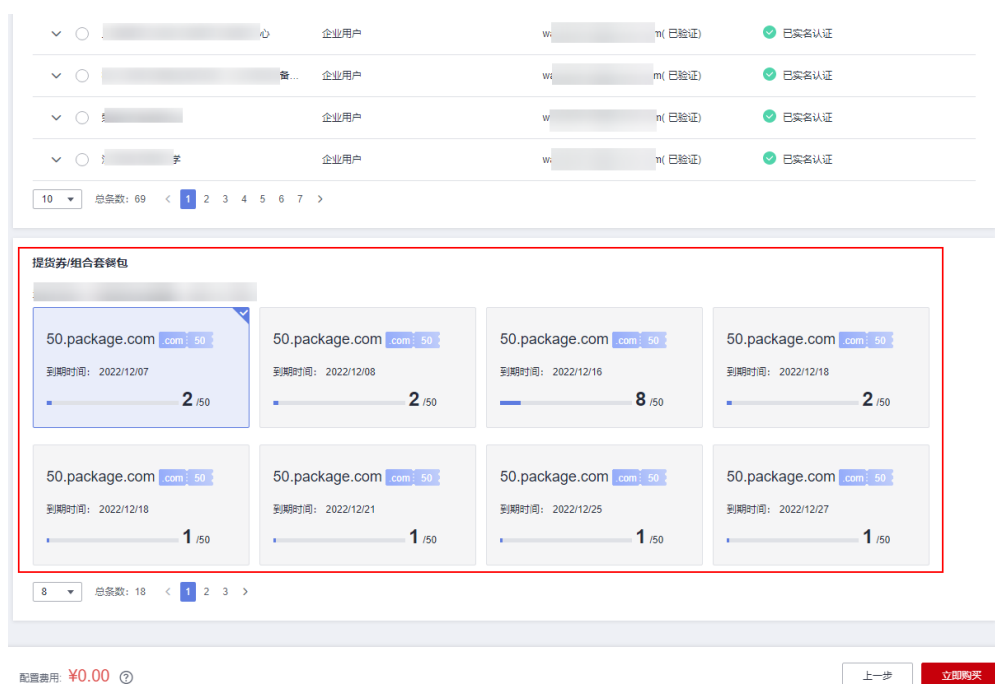 心 企业用户 wa m( 已验证) 已实名认证
备... 企业用户 wa m( 已验证) 已实名认证
企业用户 w n( 已验证) 已实名认证
学 企业用户 wa m( 已验证) 已实名认证
10 总条数: 69 < 1 2 3 4 5 6 7 >
提货券/组合套餐包
50.package.com .com 50 50.package.com .com 50 50.package.com .com 50 50.package.com .com 50
到期时间: 2022/12/07 到期时间: 2022/12/08 到期时间: 2022/12/16 到期时间: 2022/12/18
2 /50 2 /50 8 /50 2 /50
50.package.com .com 50 50.package.com .com 50 50.package.com .com 50 50.package.com .com 50
到期时间: 2022/12/18 到期时间: 2022/12/21 到期时间: 2022/12/25 到期时间: 2022/12/27
1 /50 1 /50 1 /50 1 /50
8 总条数: 18 < 1 2 3 >
配置费用: ¥0.00 ? 上一步 立即购买